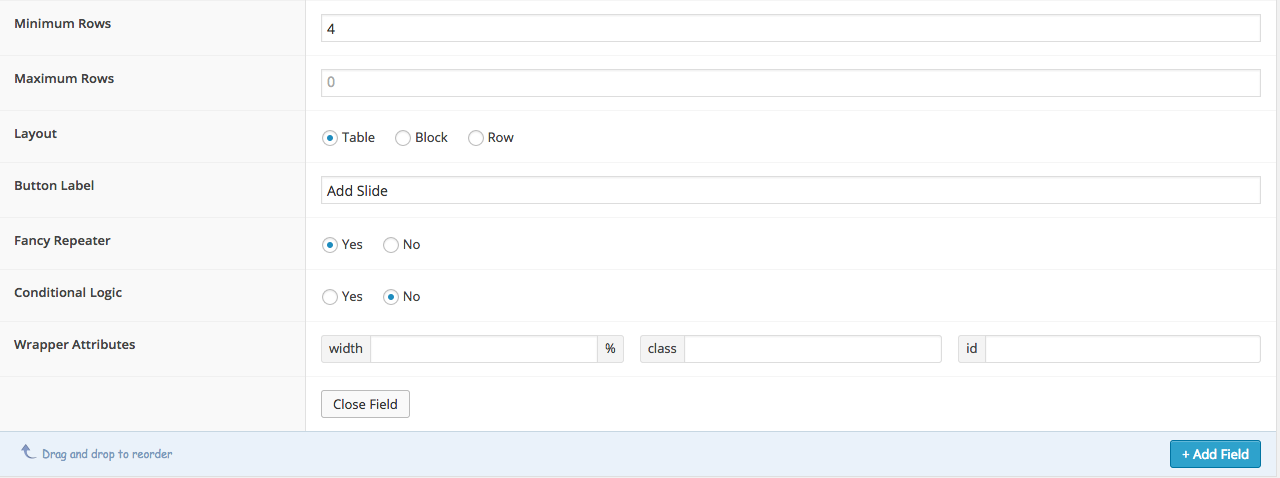 Minimum Rows
4
Maximum Rows
0
Layout
Table Block Row
Button Label
Add Slide
Fancy Repeater
Yes No
Conditional Logic
Yes No
Wrapper Attributes
width % class id
Close Field
Drag and drop to reorder
+ Add Field